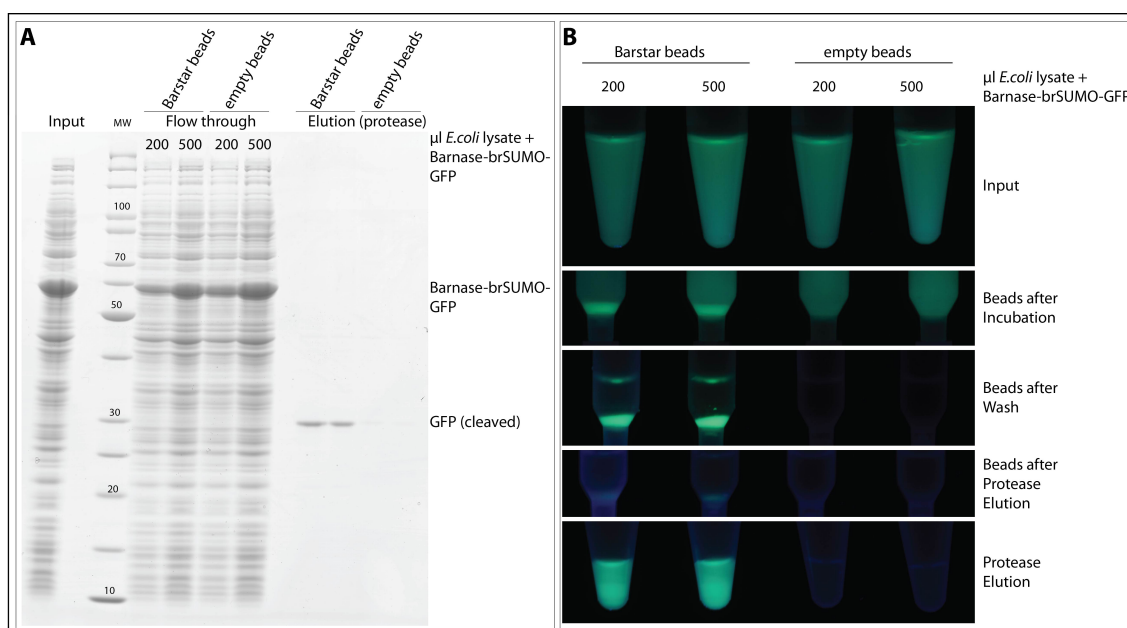 A
Barstar beads
empty beads
Barstar beads
empty beads
Input
MW
Flow through
Elution (protease)
200 500 200 500
µl E.coli lysate +
Barnase-brSUMO-
GFP
100
70
Barnase-brSUMO-
GFP
50
30
GFP (cleaved)
20
10
B
Barstar beads
empty beads
200
500
200
500
µl E.coli lysate +
Barnase-brSUMO-GFP
Input
Beads after
Incubation
Beads after
Wash
Beads after
Protease
Elution
Protease
Elution